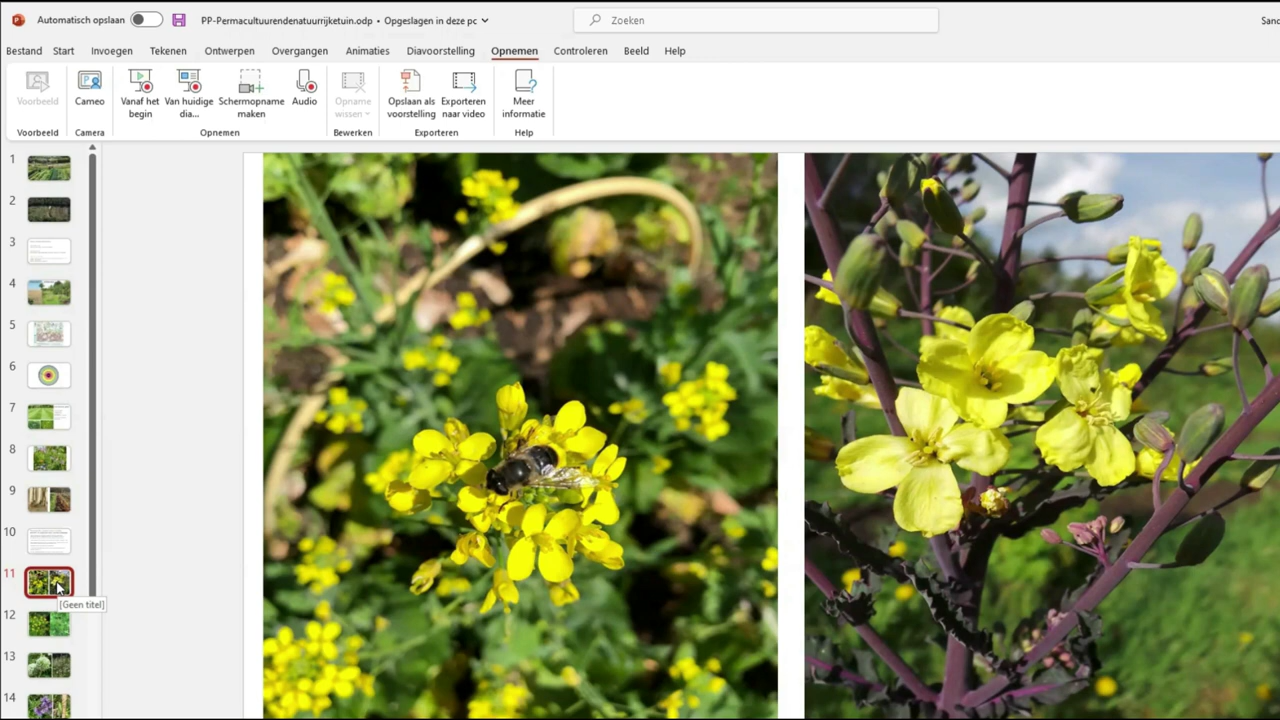 Automatisch opslaan PP-Permacultuurendenatuurrijketuin.odp • Opgeslagen in deze pc Zoeken
Bestand Start Invoegen Tekenen Ontwerpen Overgangen Animaties Diavoorstelling Opnemen Controleren Beeld Help
Voorbeeld Cameo Vanaf het begin Van huidige dia... Schermopname maken Audio Opname wissen Opslaan als voorstelling Exporteren naar video Meer informatie
Voorbeeld Camera Opnemen Bewerken Exporteren Help
1
2
3
4
5
6
7
8
9
10
11
[Geen titel]
12
13
14